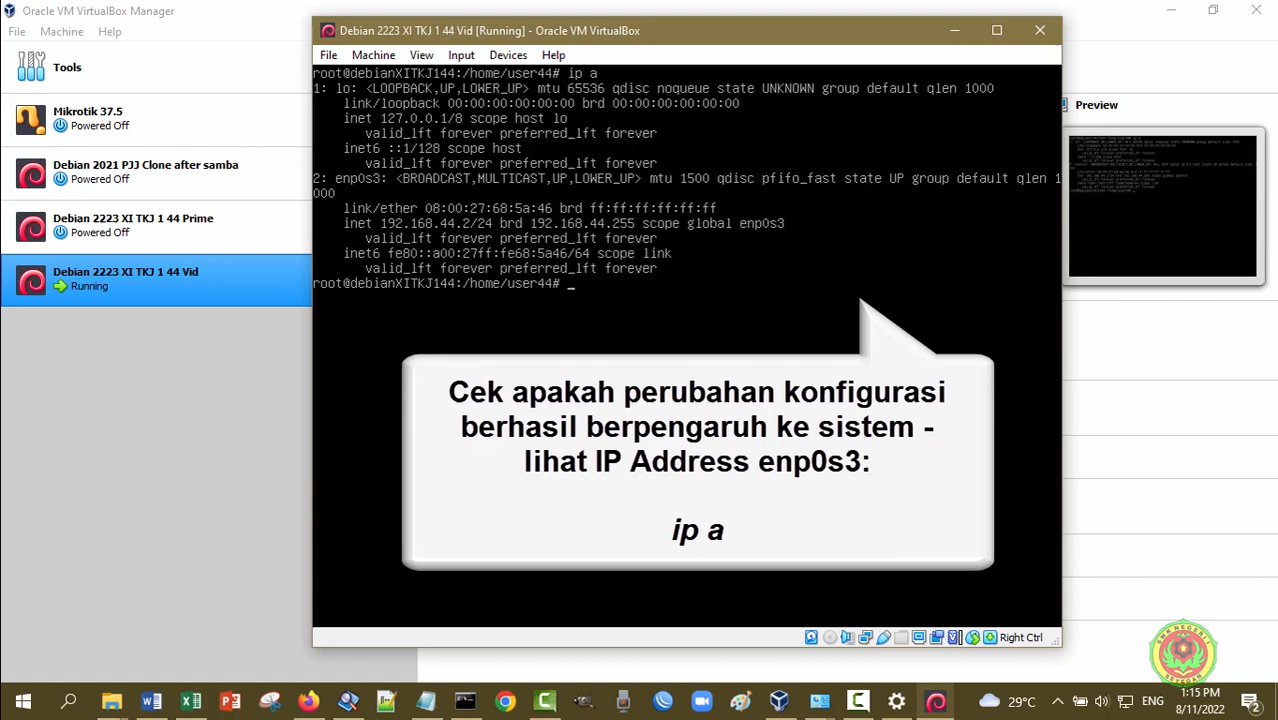 Oracle VM VirtualBox Manager
File Machine Help
Tools
Mikrotik 37.5
Powered Off
Debian 2021 PJJ Clone after samba
Powered Off
Debian 2223 XI TKJ 1 44 Prime
Powered Off
Debian 2223 XI TKJ 1 44 Vid
Running
Preview
Debian 2223 XI TKJ 1 44 Vid [Running] - Oracle VM VirtualBox
File Machine View Input Devices Help
root@debianXITKJ144:/home/user44# ip a
1: lo: <LOOPBACK,UP,LOWER_UP> mtu 65536 qdisc noqueue state UNKNOWN group default qlen 1000
link/loopback 00:00:00:00:00:00 brd 00:00:00:00:00:00
inet 127.0.0.1/8 scope host lo
valid_lft forever preferred_lft forever
inet6 ::1/128 scope host
valid_lft forever preferred_lft forever
2: enp0s3: <BROADCAST,MULTICAST,UP,LOWER_UP> mtu 1500 qdisc pfifo_fast state UP group default qlen 1
000
link/ether 08:00:27:68:5a:46 brd ff:ff:ff:ff:ff:ff
inet 192.168.44.2/24 brd 192.168.44.255 scope global enp0s3
valid_lft forever preferred_lft forever
inet6 fe80::a00:27ff:fe68:5a46/64 scope link
valid_lft forever preferred_lft forever
root@debianXITKJ144:/home/user44# _
Cek apakah perubahan konfigurasi
berhasil berpengaruh ke sistem -
lihat IP Address enp0s3:
ip a
Right Ctrl
SMK NEGERI 1
29°C
ENG
1:15 PM
8/11/2022
2